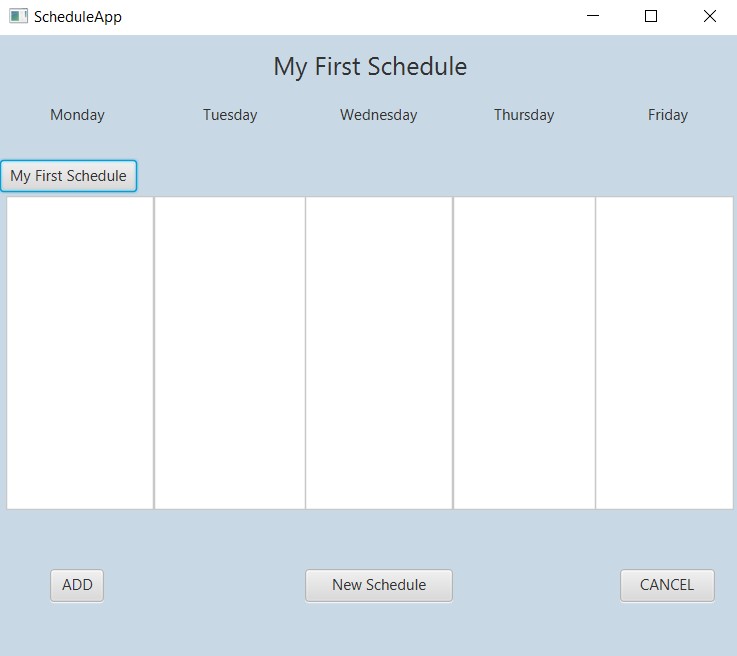 ScheduleApp
My First Schedule
Monday Tuesday Wednesday Thursday Friday
My First Schedule
ADD New Schedule CANCEL